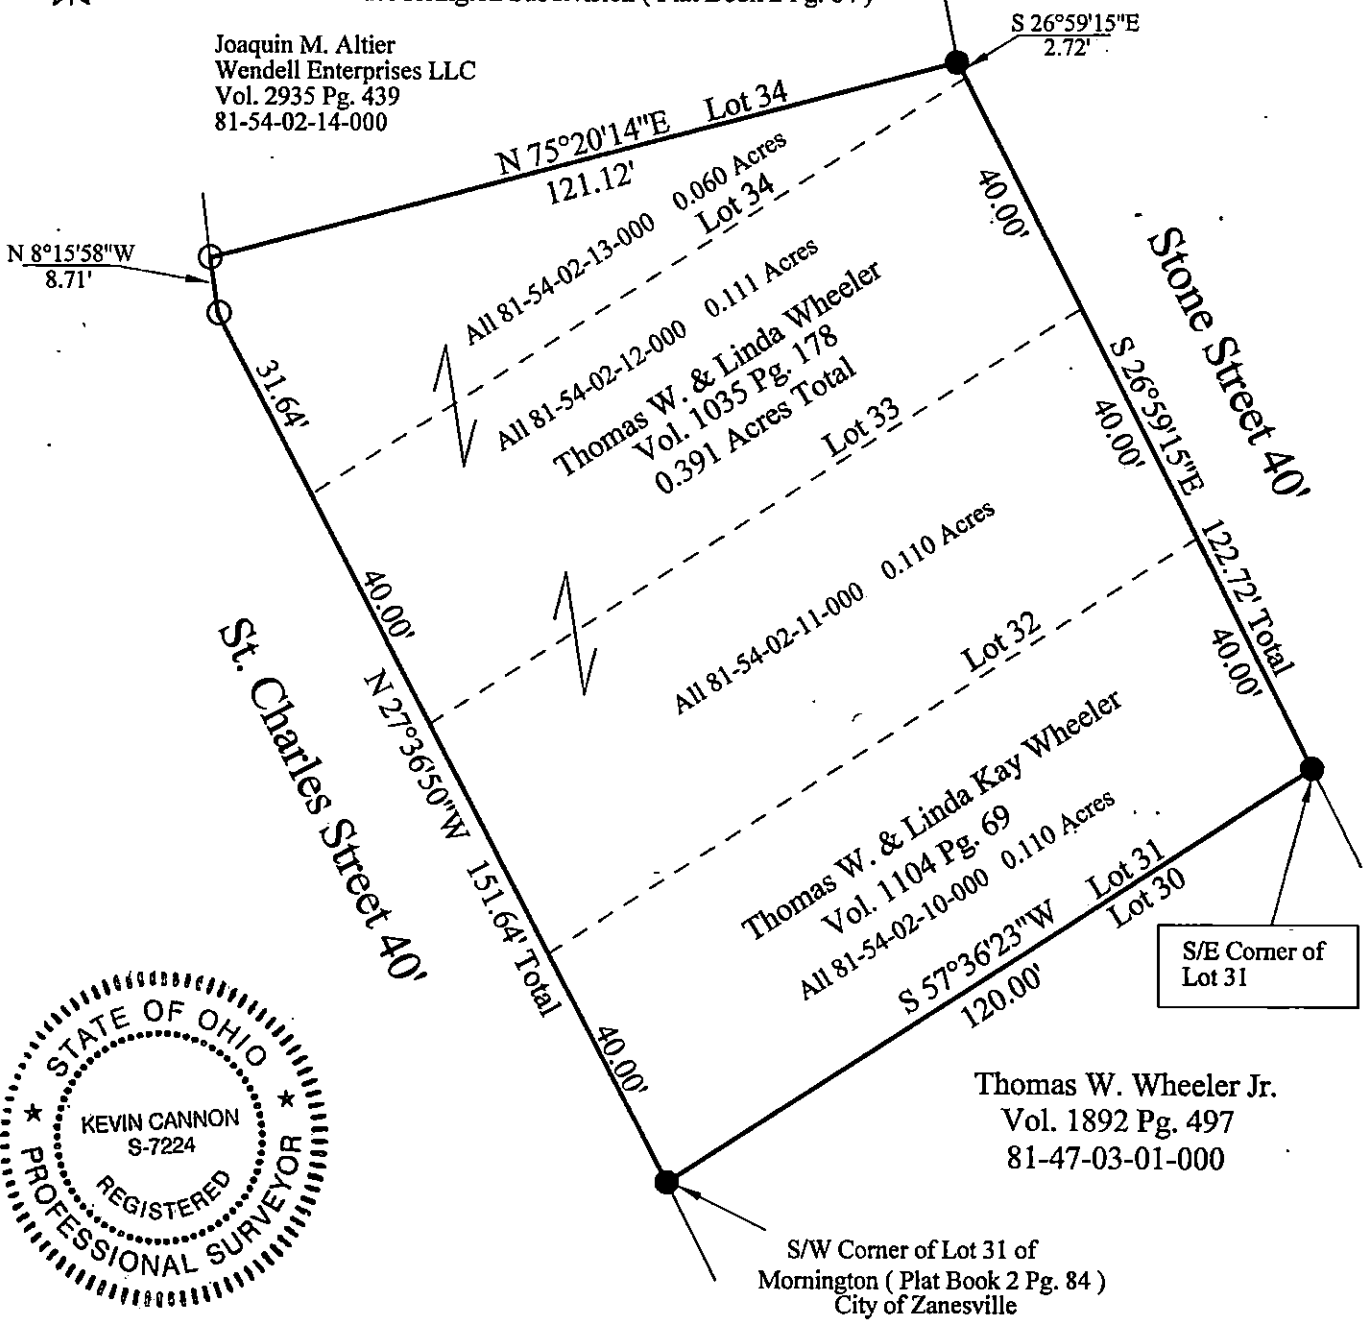 S 26°59'15"E
2.72'
Joaquin M. Altier
Wendell Enterprises LLC
Vol. 2935 Pg. 439
81-54-02-14-000
N 75°20'14"E Lot 34
121.12'
N 8°15'58"W
8.71'
All 81-54-02-13-000 0.060 Acres
Lot 34
All 81-54-02-12-000 0.111 Acres
Thomas W. & Linda Wheeler
Vol. 1035 Pg. 178
0.391 Acres Total
Lot 33
All 81-54-02-11-000 0.110 Acres
Lot 32
Thomas W. & Linda Kay Wheeler
Vol. 1104 Pg. 69
All 81-54-02-10-000 0.110 Acres
S 57°36'23"W Lot 31
120.00' Lot 30
40.00'
S 26°59'15"E 122.72' Total
40.00'
40.00'
Stone Street 40'
31.64'
40.00'
N 27°36'50"W 151.64' Total
40.00'
St. Charles Street 40'
S/E Corner of
Lot 31
Thomas W. Wheeler Jr.
Vol. 1892 Pg. 497
81-47-03-01-000
S/W Corner of Lot 31 of
Mornington ( Plat Book 2 Pg. 84 )
City of Zanesville
STATE OF OHIO
KEVIN CANNON
S-7224
REGISTERED
PROFESSIONAL SURVEYOR